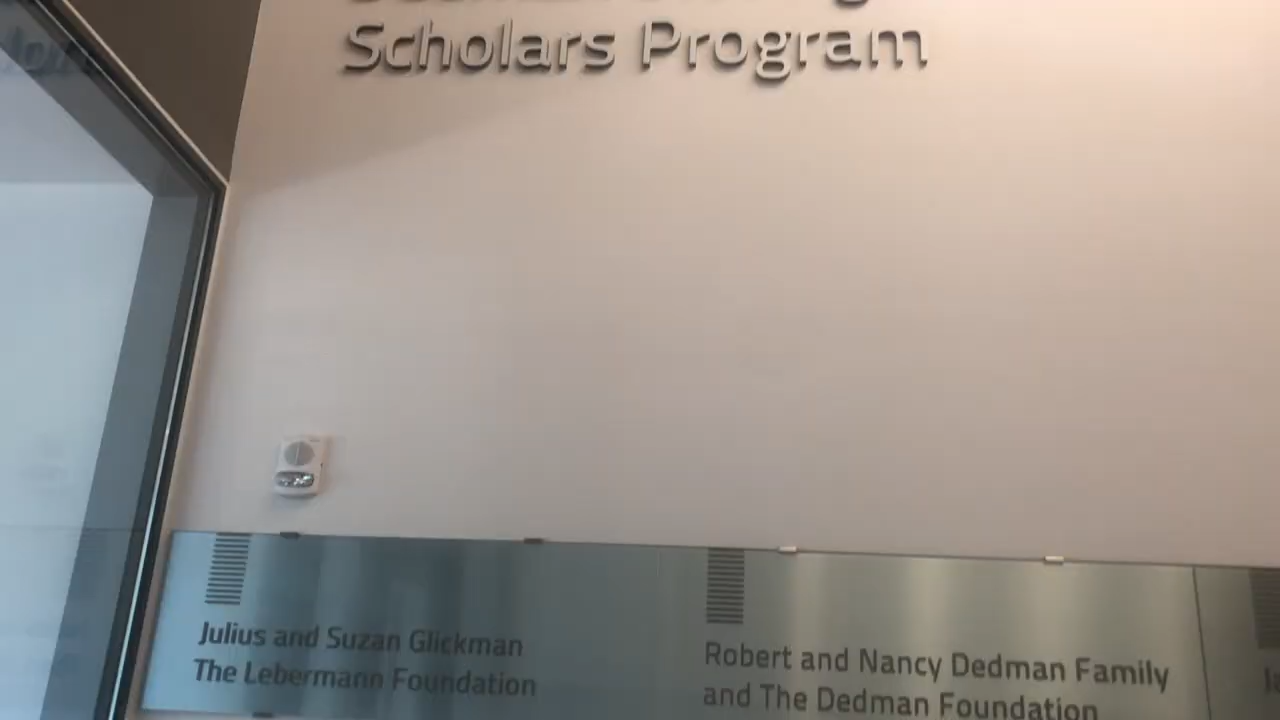 Scholars Program
Julius and Suzan Glickman
The Lebermann Foundation
Robert and Nancy Dedman Family
and The Dedman Foundation